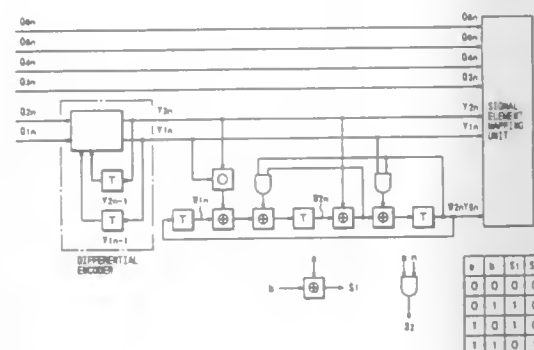 Q6n Q6n
Q5n Q5n
Q4n Q4n
Q3n Q3n
Q2n Y2n Y2n
Q1n Y1n Y1n
SIGNAL
ELEMENT
MAPPING
UNIT
T
Y2n-1
T
Y1n-1
DIFFERENTIAL
ENCODER
T W1n T W2n T W2nY0n
a
b S1
a b
S2
a b S1
0 0 0
0 1 1
1 0 1
1 1 0